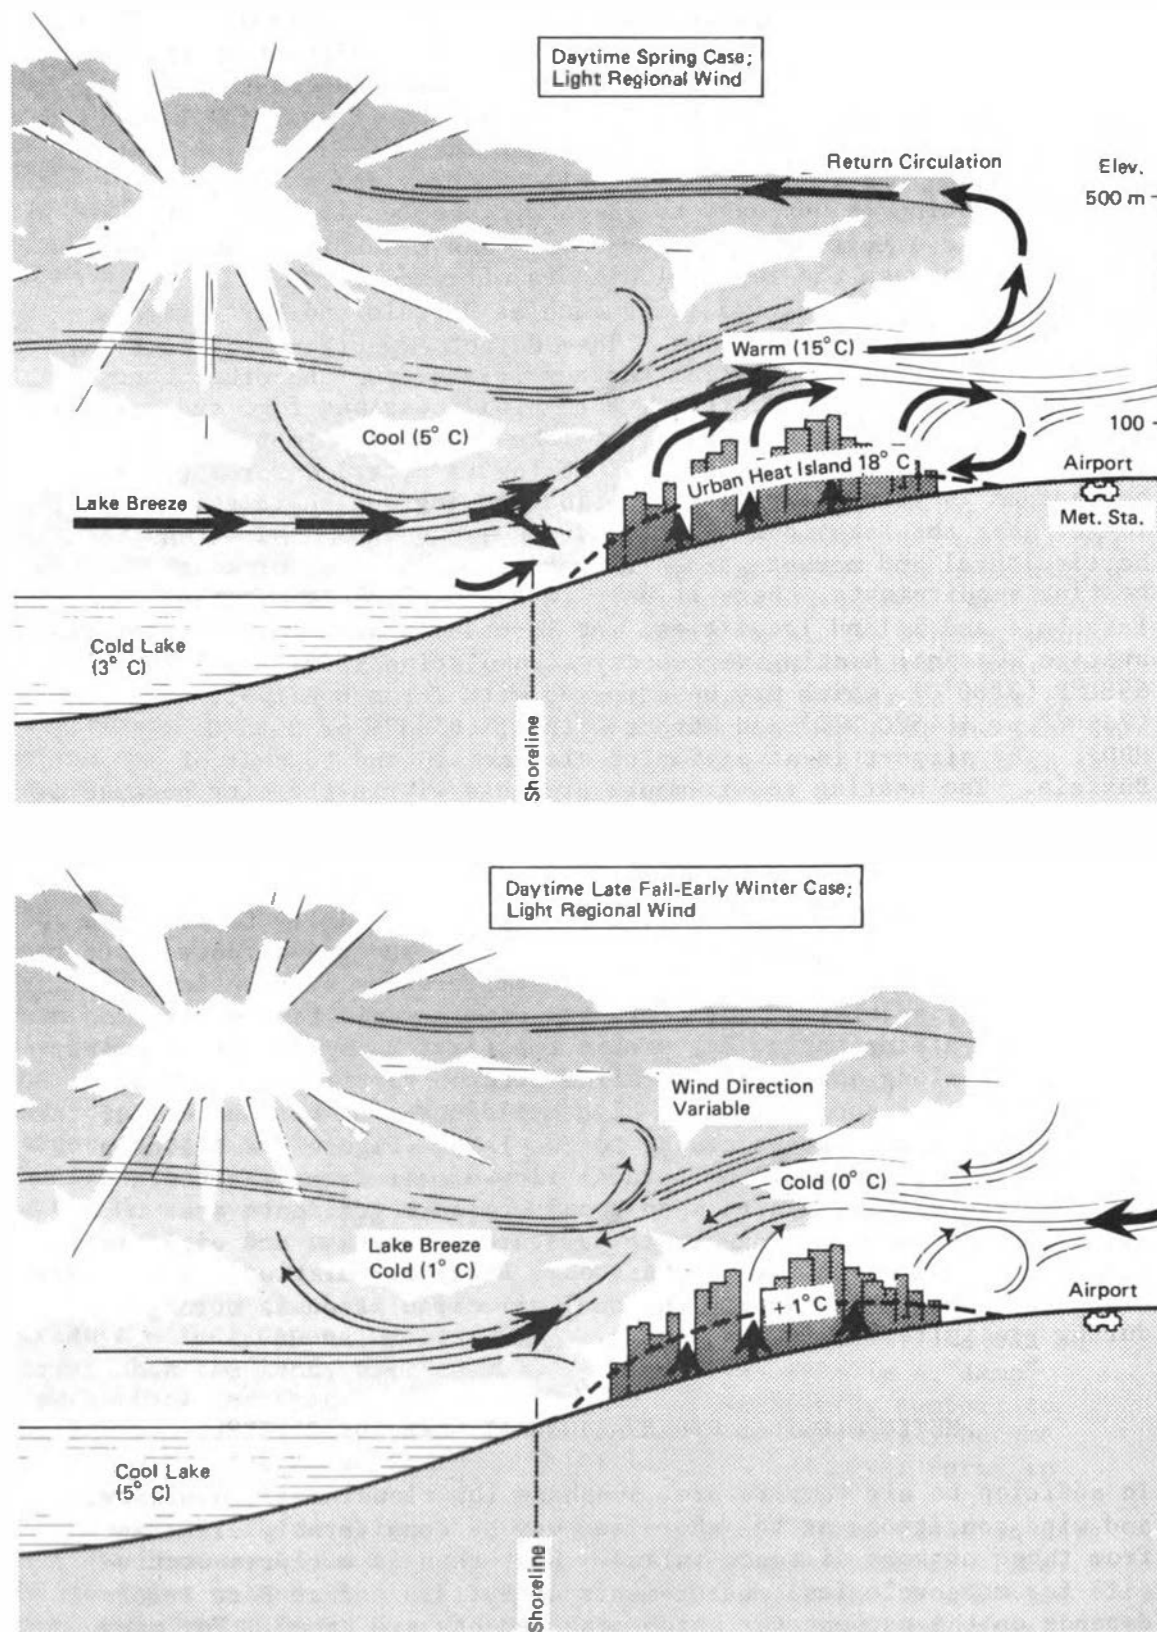 Daytime Spring Case;
Light Regional Wind
Return Circulation
Elev.
500 m
Warm (15°C)
Cool (5° C)
100
Urban Heat Island 18° C
Airport
Lake Breeze
Met. Sta.
Cold Lake
(3° C)
Shoreline
Daytime Late Fall-Early Winter Case;
Light Regional Wind
Wind Direction
Variable
Cold (0° C)
Lake Breeze
Cold (1° C)
+ 1°C
Airport
Cool Lake
(5° C)
Shoreline